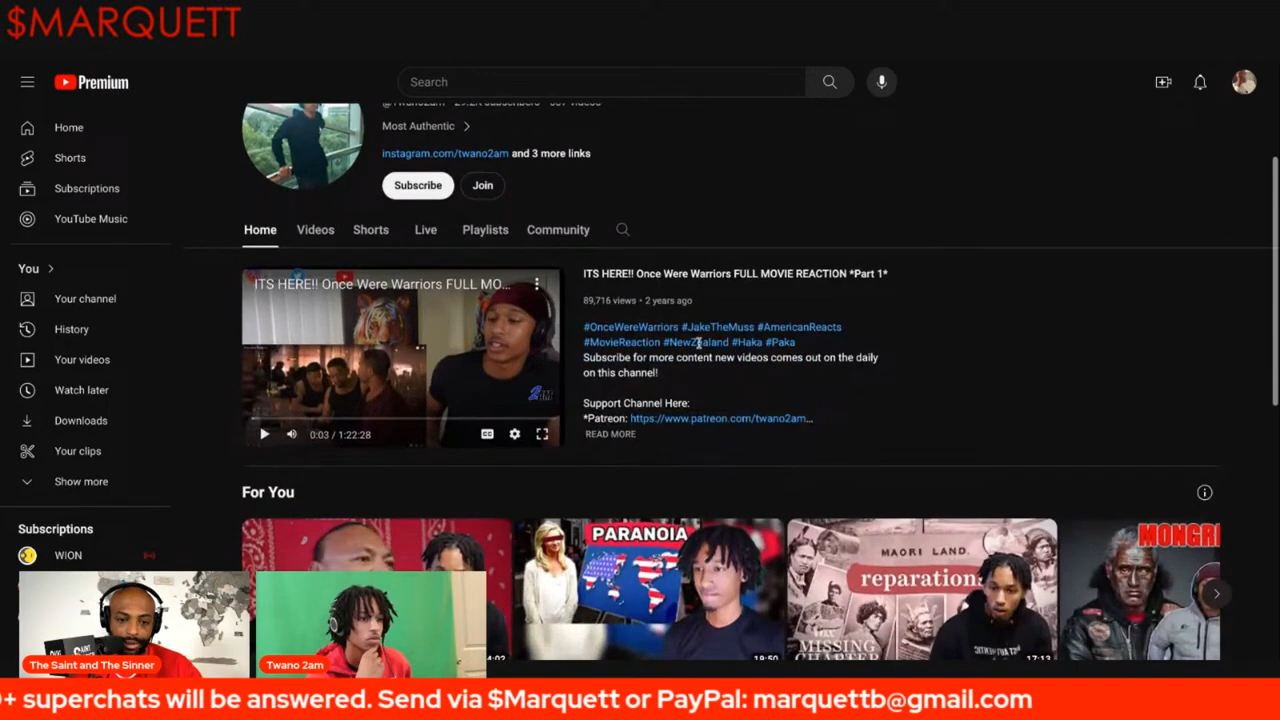 $MARQUETT
Premium
Search
@Twano2am
Home
Shorts
Subscriptions
YouTube Music
You
Your channel
History
Your videos
Watch later
Downloads
Your clips
Show more
Subscriptions
WION
Most Authentic
instagram.com/twano2am and 3 more links
Subscribe
Join
Home Videos Shorts Live Playlists Community
ITS HERE!! Once Were Warriors FULL MO...
2AM
0:03 / 1:22:28
ITS HERE!! Once Were Warriors FULL MOVIE REACTION *Part 1*
89,716 views • 2 years ago
#OnceWereWarriors #JakeTheMuss #AmericanReacts
#MovieReaction #NewZealand #Haka #Paka
Subscribe for more content new videos comes out on the daily
on this channel!
Support Channel Here:
*Patreon: https://www.patreon.com/twano2am...
READ MORE
For You
PARANOIA
19:50
MAORI LAND.
reparation
MISSING
CHAPTER
17:13
MONGR
The Saint and The Sinner
Twano 2am
+ superchats will be answered. Send via $Marquett or PayPal: marquettb@gmail.com